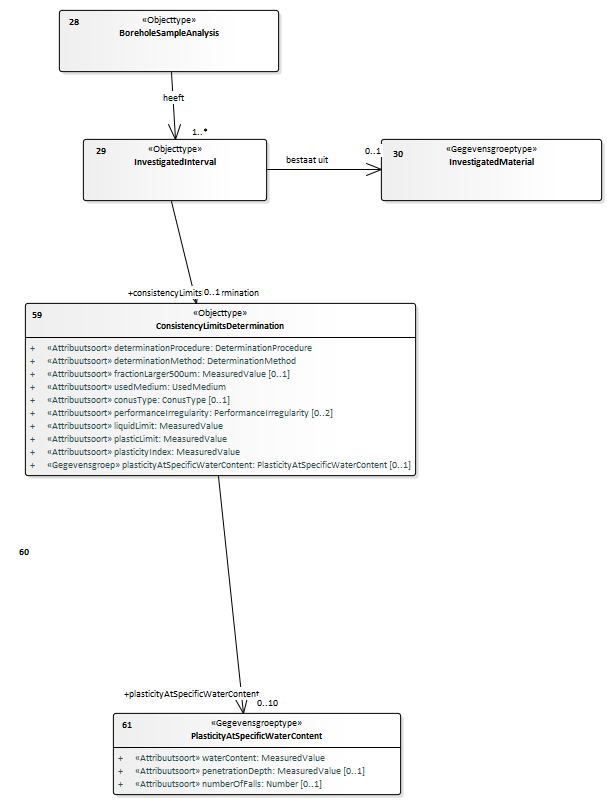 28
«Objecttype»
BoreholeSampleAnalysis
heeft
1..*
29
«Objecttype»
InvestigatedInterval
bestaat uit
0..1
30
«Gegevensgroeptype»
InvestigatedMaterial
+consistencyLimits 0..1 rmination
59
«Objecttype»
ConsistencyLimitsDetermination
+ «Attribuutsoort» determinationProcedure: DeterminationProcedure
+ «Attribuutsoort» determinationMethod: DeterminationMethod
+ «Attribuutsoort» fractionLarger500um: MeasuredValue [0..1]
+ «Attribuutsoort» usedMedium: UsedMedium
+ «Attribuutsoort» conusType: ConusType [0..1]
+ «Attribuutsoort» performanceIrregularity: PerformanceIrregularity [0..2]
+ «Attribuutsoort» liquidLimit: MeasuredValue
+ «Attribuutsoort» plasticLimit: MeasuredValue
+ «Attribuutsoort» plasticityIndex: MeasuredValue
+ «Gegevensgroep» plasticityAtSpecificWaterContent: PlasticityAtSpecificWaterContent [0..1]
60
+plasticityAtSpecificWaterContent
0..10
61
«Gegevensgroeptype»
PlasticityAtSpecificWaterContent
+ «Attribuutsoort» waterContent: MeasuredValue
+ «Attribuutsoort» penetrationDepth: MeasuredValue [0..1]
+ «Attribuutsoort» numberOfFalls: Number [0..1]